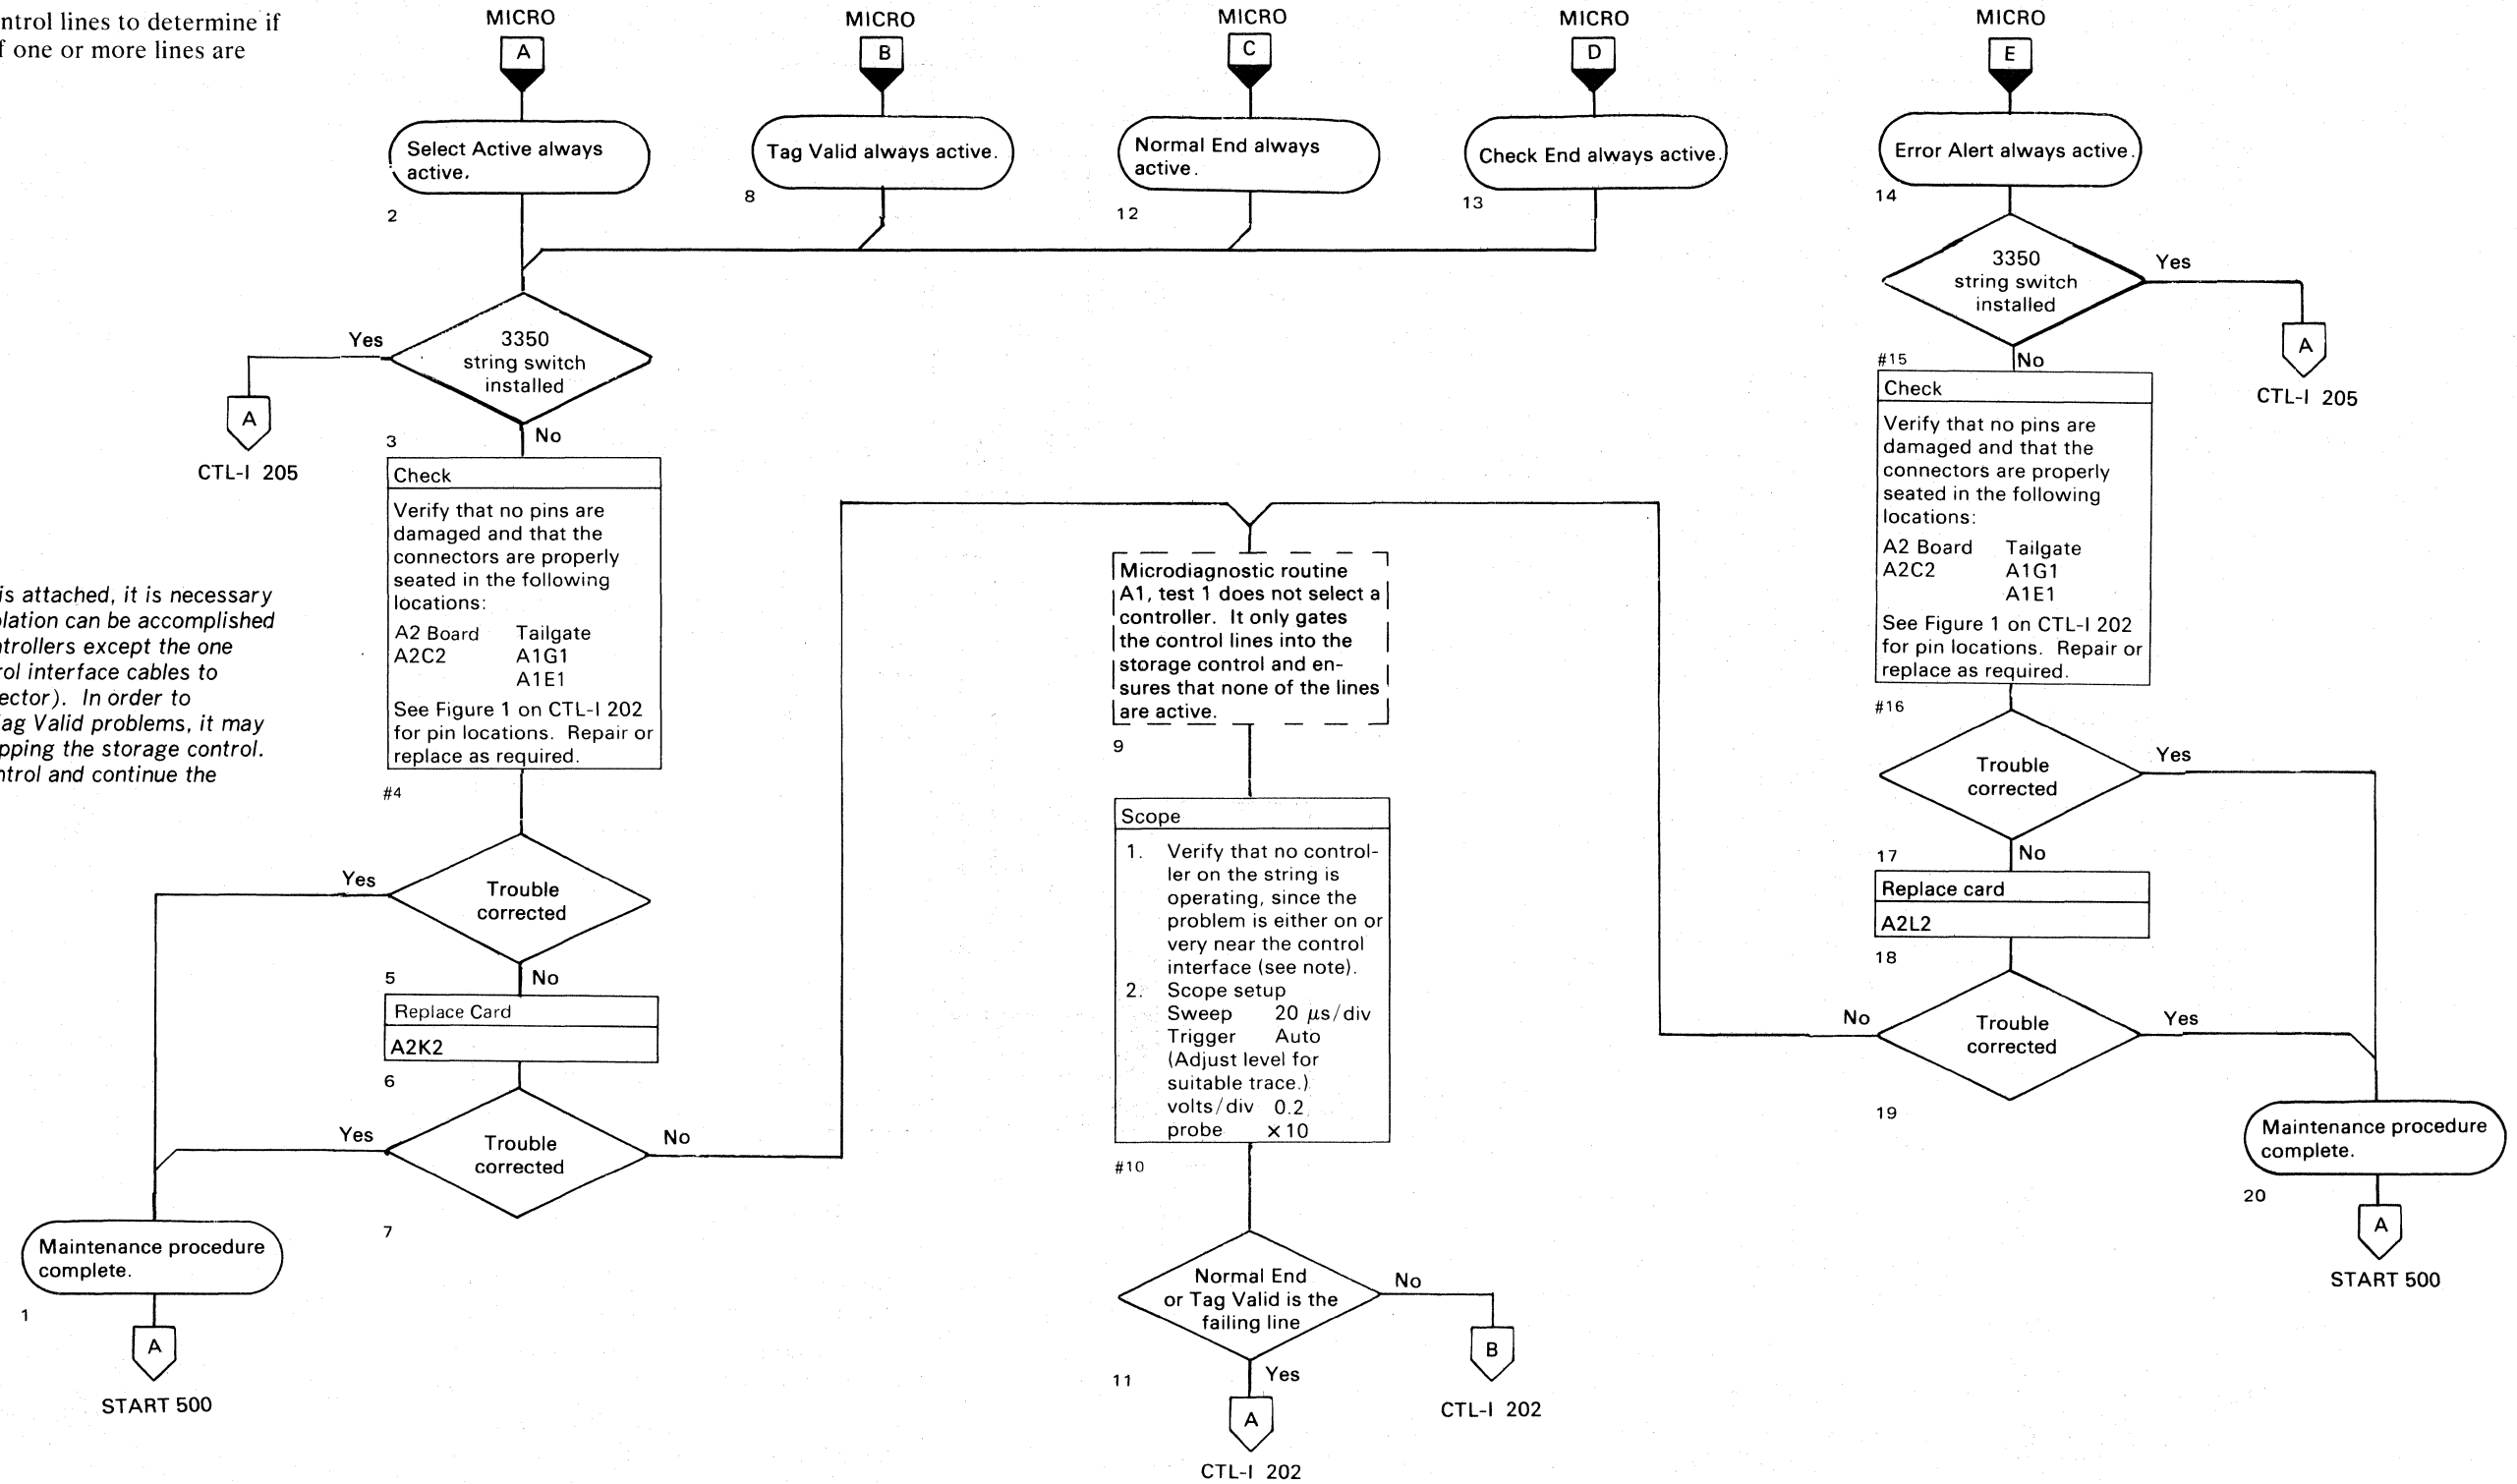 ntrol lines to determine if
f one or more lines are
MICRO
A
Select Active always
active.
2
MICRO
B
Tag Valid always active.
8
MICRO
C
Normal End always
active.
12
MICRO
D
Check End always active.
13
MICRO
E
Error Alert always active.
14
3350
string switch
installed
Yes
A
CTL-I 205
No
3
Check
Verify that no pins are
damaged and that the
connectors are properly
seated in the following
locations:
A2 Board Tailgate
A2C2 A1G1
A1E1
See Figure 1 on CTL-I 202
for pin locations. Repair or
replace as required.
#4
is attached, it is necessary
lation can be accomplished
ntrollers except the one
rol interface cables to
ector). In order to
ag Valid problems, it may
pping the storage control.
ntrol and continue the
Trouble
corrected
Yes
No
5
Replace Card
A2K2
6
Trouble
corrected
Yes
No
7
Maintenance procedure
complete.
1
A
START 500
Microdiagnostic routine
A1, test 1 does not select a
controller. It only gates
the control lines into the
storage control and en-
sures that none of the lines
are active.
9
Scope
1. Verify that no control-
ler on the string is
operating, since the
problem is either on or
very near the control
interface (see note).
2. Scope setup
Sweep 20 μs/div
Trigger Auto
(Adjust level for
suitable trace.)
volts/div 0.2
probe ×10
#10
Normal End
or Tag Valid is the
failing line
No
B
CTL-I 202
Yes
11
A
CTL-I 202
3350
string switch
installed
Yes
A
CTL-I 205
No
#15
Check
Verify that no pins are
damaged and that the
connectors are properly
seated in the following
locations:
A2 Board Tailgate
A2C2 A1G1
A1E1
See Figure 1 on CTL-I 202
for pin locations. Repair or
replace as required.
#16
Trouble
corrected
Yes
No
17
Replace card
A2L2
18
Trouble
corrected
No
Yes
19
Maintenance procedure
complete.
20
A
START 500